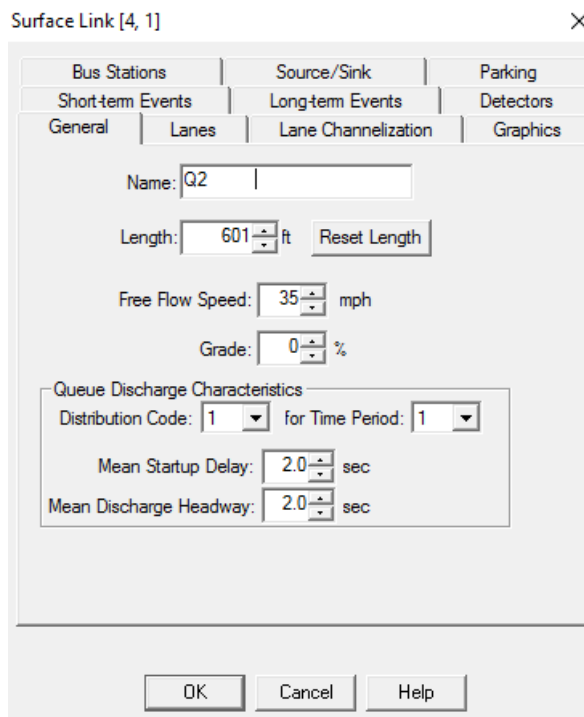 Surface Link [4, 1]
Bus Stations Source/Sink Parking
Short-term Events Long-term Events Detectors
General Lanes Lane Channelization Graphics
Name: Q2
Length: 601 ft Reset Length
Free Flow Speed: 35 mph
Grade: 0 %
Queue Discharge Characteristics
Distribution Code: 1 for Time Period: 1
Mean Startup Delay: 2.0 sec
Mean Discharge Headway: 2.0 sec
OK Cancel Help